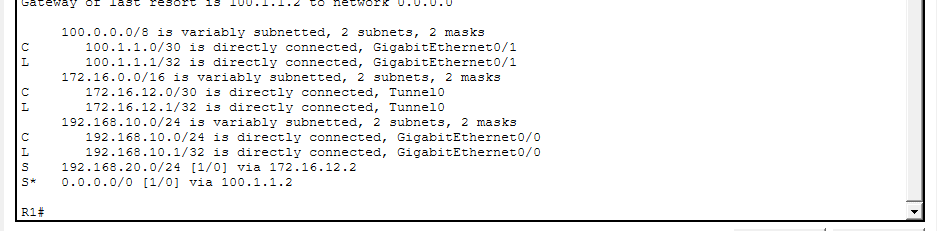 Gateway of last resort is 100.1.1.2 to network 0.0.0.0
100.0.0.0/8 is variably subnetted, 2 subnets, 2 masks
C 100.1.1.0/30 is directly connected, GigabitEthernet0/1
L 100.1.1.1/32 is directly connected, GigabitEthernet0/1
172.16.0.0/16 is variably subnetted, 2 subnets, 2 masks
C 172.16.12.0/30 is directly connected, Tunnel0
L 172.16.12.1/32 is directly connected, Tunnel0
192.168.10.0/24 is variably subnetted, 2 subnets, 2 masks
C 192.168.10.0/24 is directly connected, GigabitEthernet0/0
L 192.168.10.1/32 is directly connected, GigabitEthernet0/0
S 192.168.20.0/24 [1/0] via 172.16.12.2
S* 0.0.0.0/0 [1/0] via 100.1.1.2
R1#